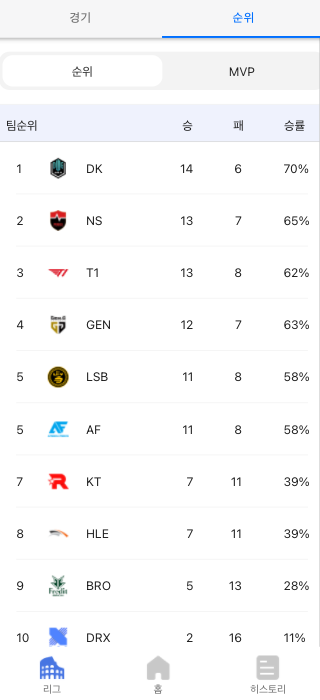 경기 순위
순위 MVP
팀순위 승 패 승률
1 DK 14 6 70%
2 NS 13 7 65%
3 T1 13 8 62%
4 GEN 12 7 63%
5 LSB 11 8 58%
5 AF 11 8 58%
7 KT 7 11 39%
8 HLE 7 11 39%
9 BRO 5 13 28%
10 DRX 2 16 11%
리그 홈 히스토리